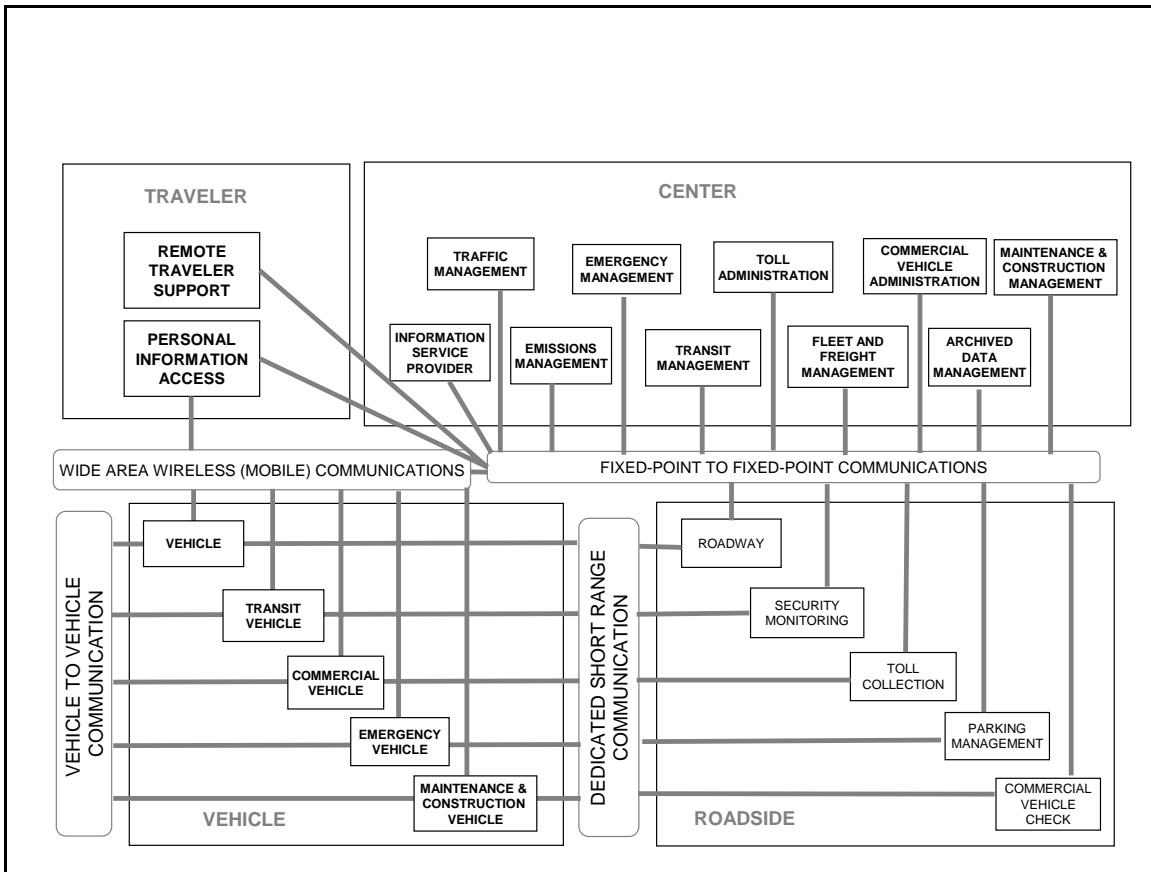 TRAVELER
REMOTE
TRAVELER
SUPPORT
PERSONAL
INFORMATION
ACCESS
CENTER
TRAFFIC
MANAGEMENT
EMERGENCY
MANAGEMENT
TOLL
ADMINISTRATION
COMMERCIAL
VEHICLE
ADMINISTRATION
MAINTENANCE &
CONSTRUCTION
MANAGEMENT
INFORMATION
SERVICE
PROVIDER
EMISSIONS
MANAGEMENT
TRANSIT
MANAGEMENT
FLEET AND
FREIGHT
MANAGEMENT
ARCHIVED
DATA
MANAGEMENT
WIDE AREA WIRELESS (MOBILE) COMMUNICATIONS
FIXED-POINT TO FIXED-POINT COMMUNICATIONS
VEHICLE TO VEHICLE
COMMUNICATION
VEHICLE
TRANSIT
VEHICLE
COMMERCIAL
VEHICLE
EMERGENCY
VEHICLE
MAINTENANCE &
CONSTRUCTION
VEHICLE
VEHICLE
DEDICATED SHORT RANGE
COMMUNICATION
ROADWAY
SECURITY
MONITORING
TOLL
COLLECTION
PARKING
MANAGEMENT
COMMERCIAL
VEHICLE
CHECK
ROADSIDE